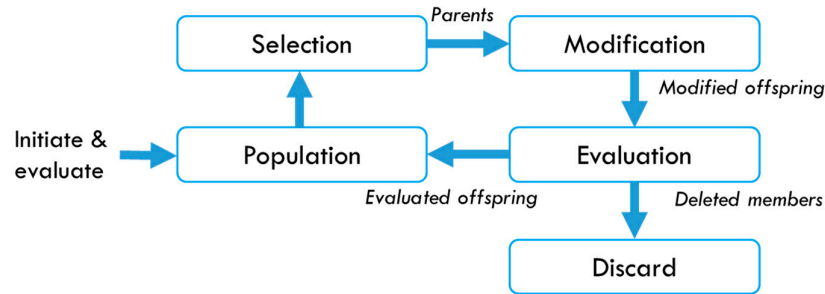 Parents
Selection
Modification
Modified offspring
Initiate &
evaluate
Population
Evaluation
Evaluated offspring
Deleted members
Discard